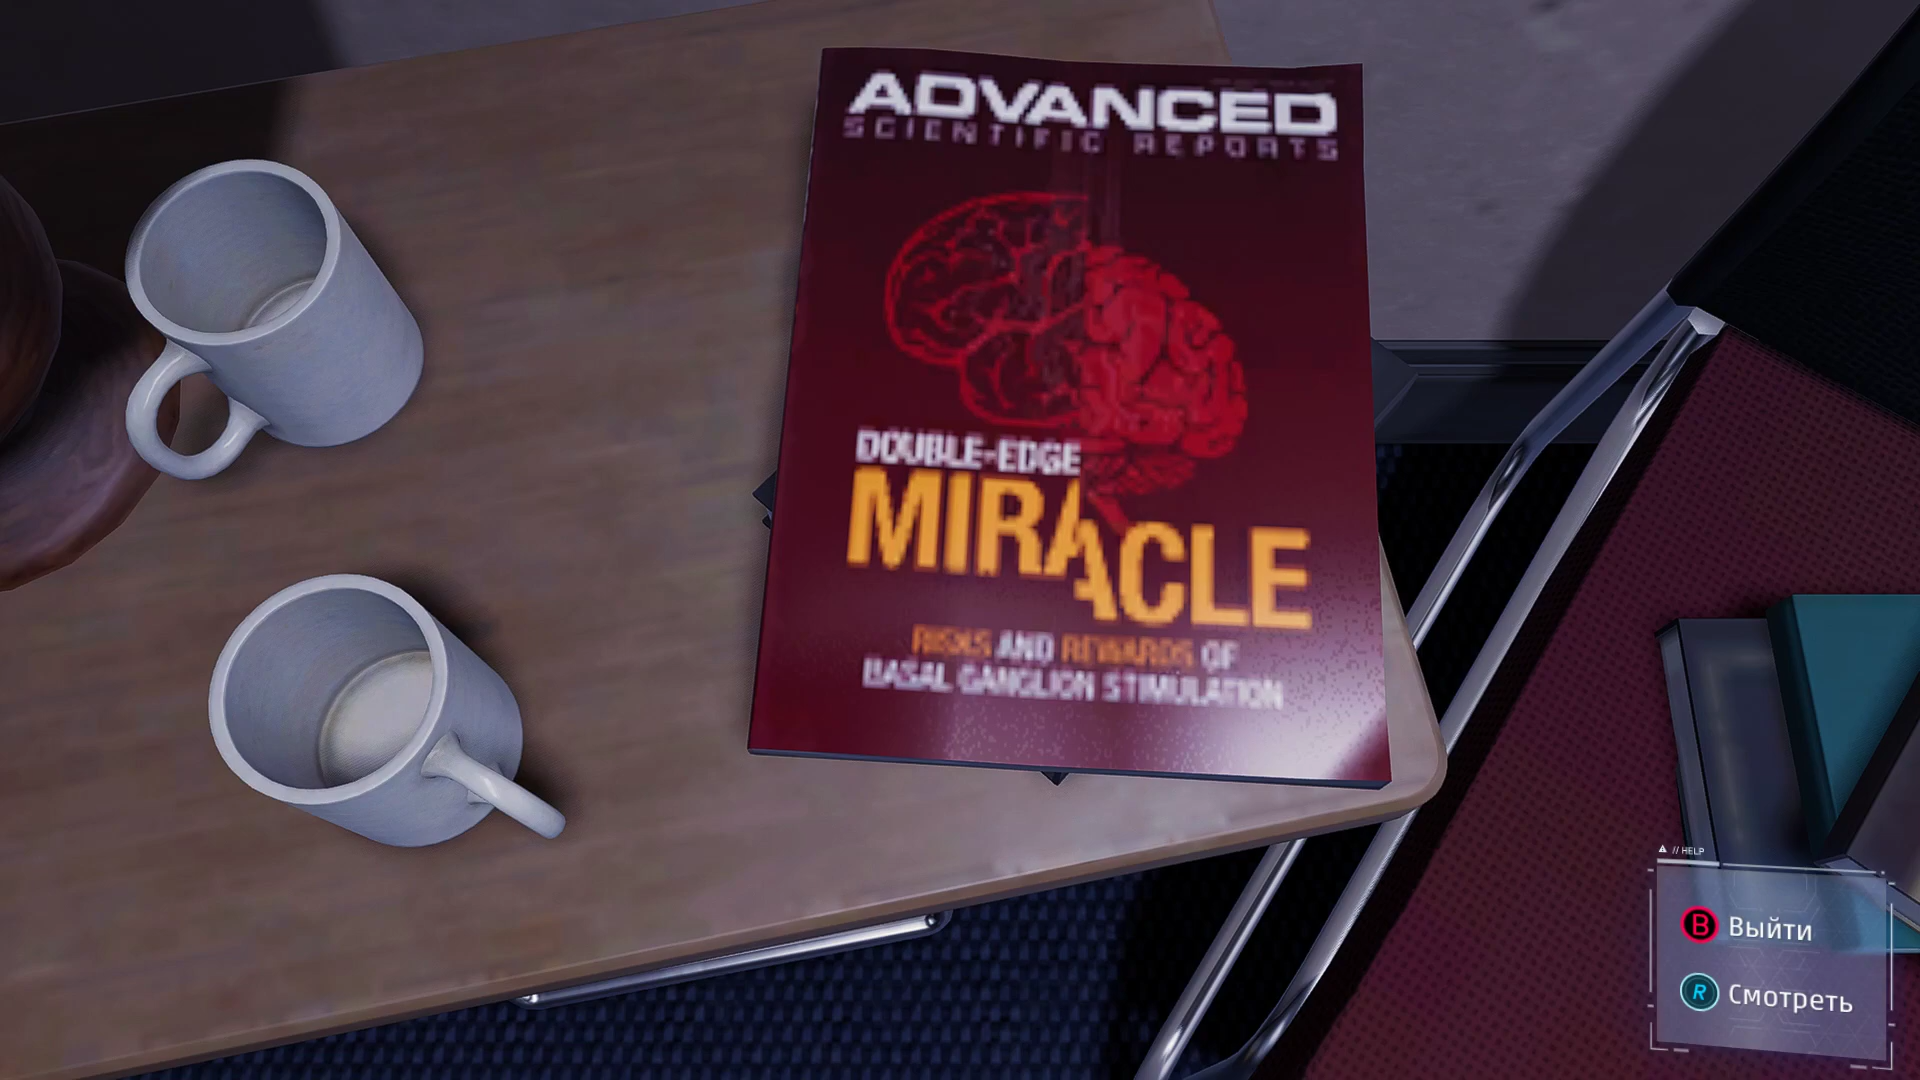 ADVANCED
SCIENTIFIC REPORTS
DOUBLE-EDGE
MIRACLE
RISKS AND REWARDS OF
BASAL GANGLION STIMULATION
// HELP
B Выйти
R Смотреть